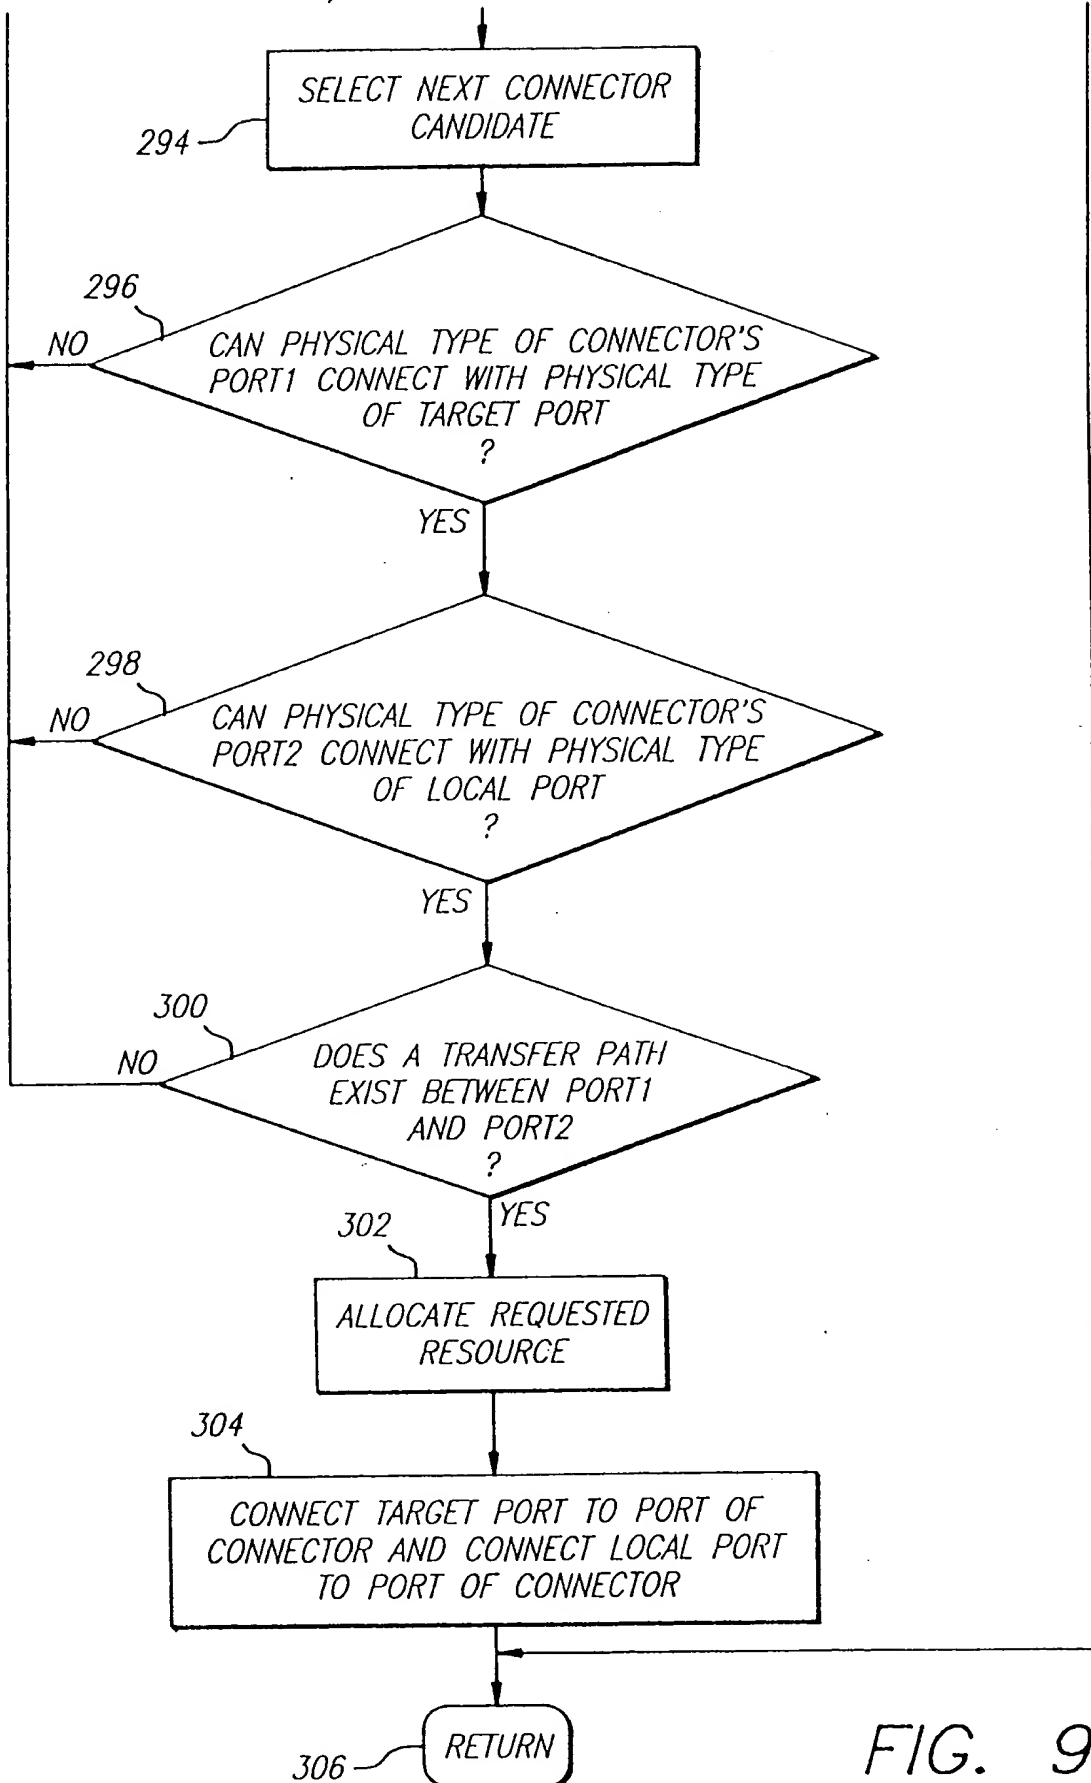 SELECT NEXT CONNECTOR
CANDIDATE
294
296
NO
CAN PHYSICAL TYPE OF CONNECTOR'S
PORT1 CONNECT WITH PHYSICAL TYPE
OF TARGET PORT
?
YES
298
NO
CAN PHYSICAL TYPE OF CONNECTOR'S
PORT2 CONNECT WITH PHYSICAL TYPE
OF LOCAL PORT
?
YES
300
NO
DOES A TRANSFER PATH
EXIST BETWEEN PORT1
AND PORT2
?
YES
302
ALLOCATE REQUESTED
RESOURCE
304
CONNECT TARGET PORT TO PORT OF
CONNECTOR AND CONNECT LOCAL PORT
TO PORT OF CONNECTOR
RETURN
306
FIG. 9